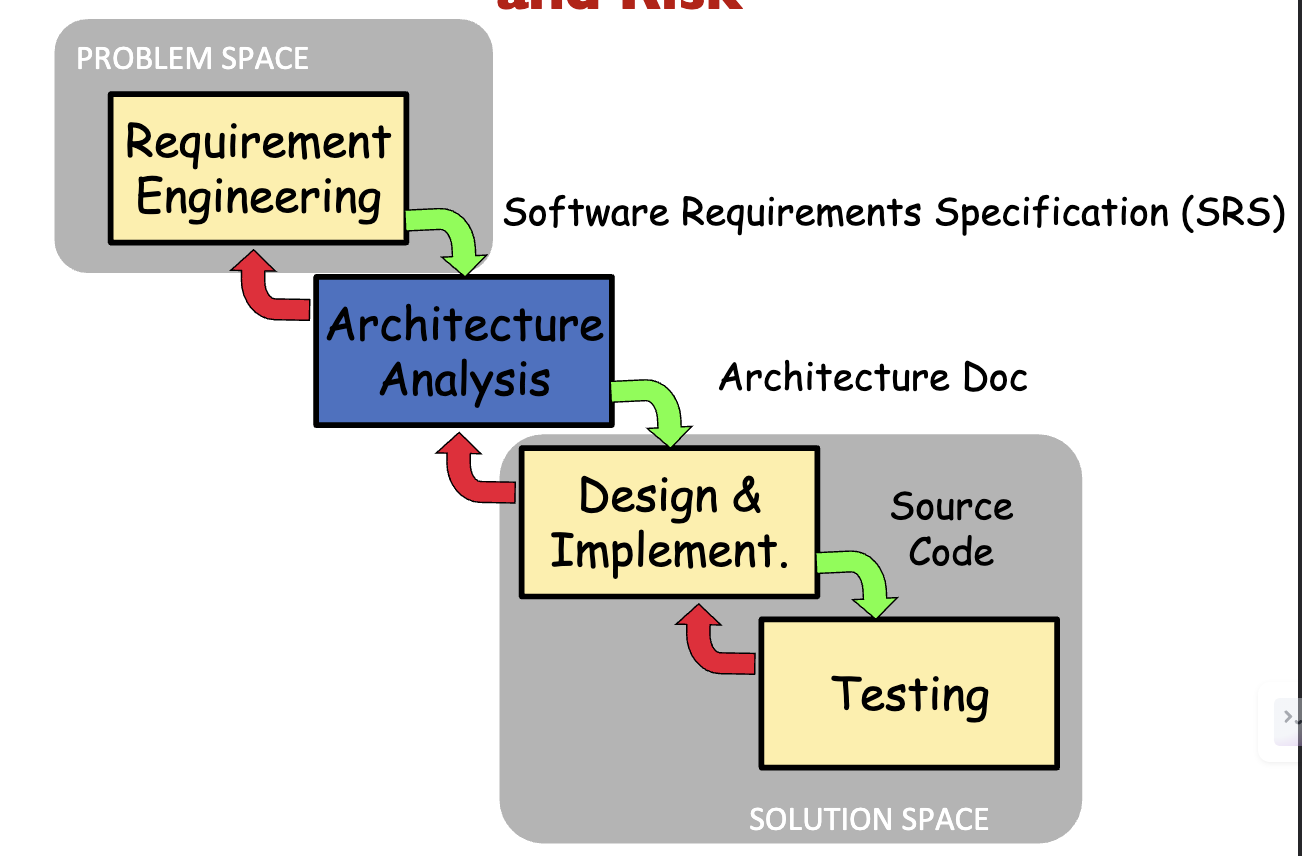 and Risk
PROBLEM SPACE
Requirement
Engineering
Software Requirements Specification (SRS)
Architecture
Analysis
Architecture Doc
Design &
Implement.
Source
Code
Testing
SOLUTION SPACE